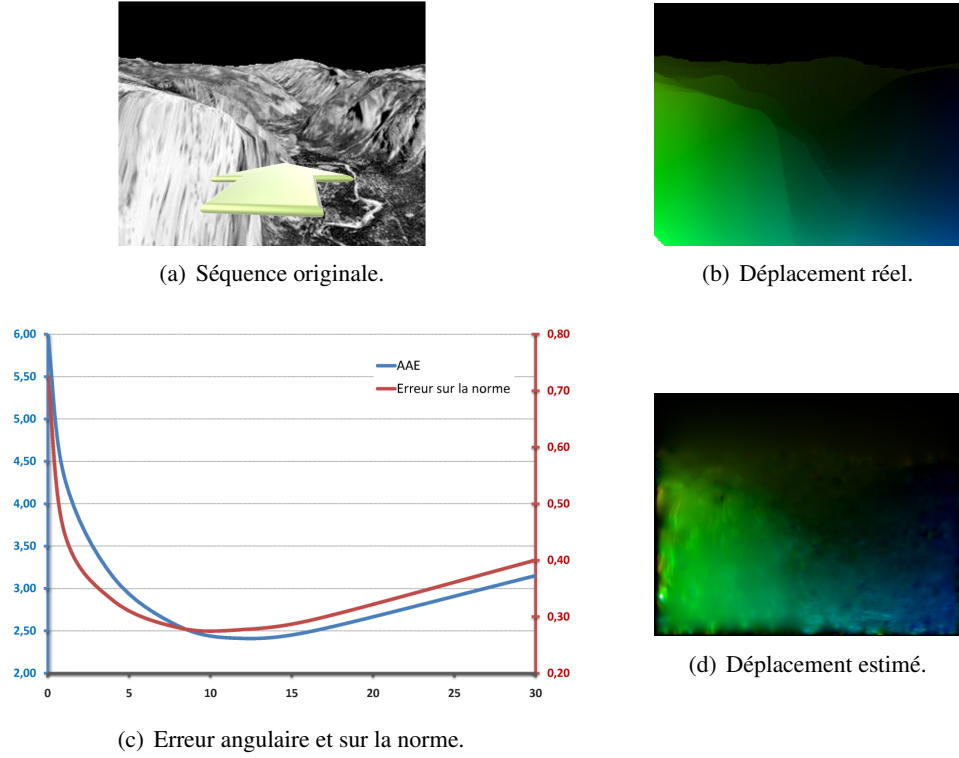 (a) Séquence originale.
(b) Déplacement réel.
6,00
5,50
5,00
4,50
4,00
3,50
3,00
2,50
2,00
0,80
0,70
0,60
0,50
0,40
0,30
0,20
AAE
Erreur sur la norme
0 5 10 15 20 25 30
(c) Erreur angulaire et sur la norme.
(d) Déplacement estimé.